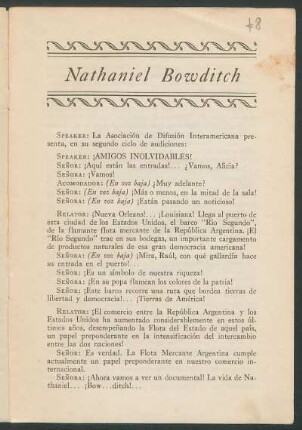 48
Nathaniel Bowditch
SPEAKER: La Asociación de Difusión Interamericana pre-
senta, en su segundo ciclo de audiciones:
SPEAKER: ¡AMIGOS INOLVIDABLES!
SEÑOR: ¡Aquí están las entradas!... ¿Vamos, Alicia?
SEÑORA: ¡Vamos!
ACOMODADOR: (En voz baja) ¿Muy adelante?
SEÑOR: (En voz baja) ¡Más o menos, en la mitad de la sala!
SEÑORA: (En voz baja) ¿Están pasando un noticioso!
RELATOR: ¡Nueva Orleans!... ¡Louisiana! Llega al puerto de
esta ciudad de los Estados Unidos, el barco "Río Segundo",
de la flamante flota mercante de la República Argentina. ¡El
"Río Segundo" trae en sus bodegas, un importante cargamento
de productos naturales de esa gran democracia americana!
SEÑORA: (En voz baja) ¡Mira, Raúl, con qué gallardía hace
su entrada en el puerto!...
SEÑOR: ¡Es un símbolo de nuestra riqueza!
SEÑORA: ¡En su popa flamean los colores de la patria!
SEÑOR: ¡Este barco recorre una ruta que bordea tierras de
libertad y democracia!... ¡Tierras de América!
RELATOR: ¡El comercio entre la República Argentina y los
Estados Unidos ha aumentado considerablemente en estos úl-
timos años, desempeñando la Flota del Estado de aquel país,
un papel preponderante en la intensificación del intercambio
entre las dos naciones!
SEÑOR: Es verdad. La Flota Mercante Argentina cumple
actualmente un papel preponderante en nuestro comercio in-
ternacional.
SEÑORA: ¡Ahora vamos a ver un documental! La vida de Na-
thaniel... ¡Bow...ditch!...